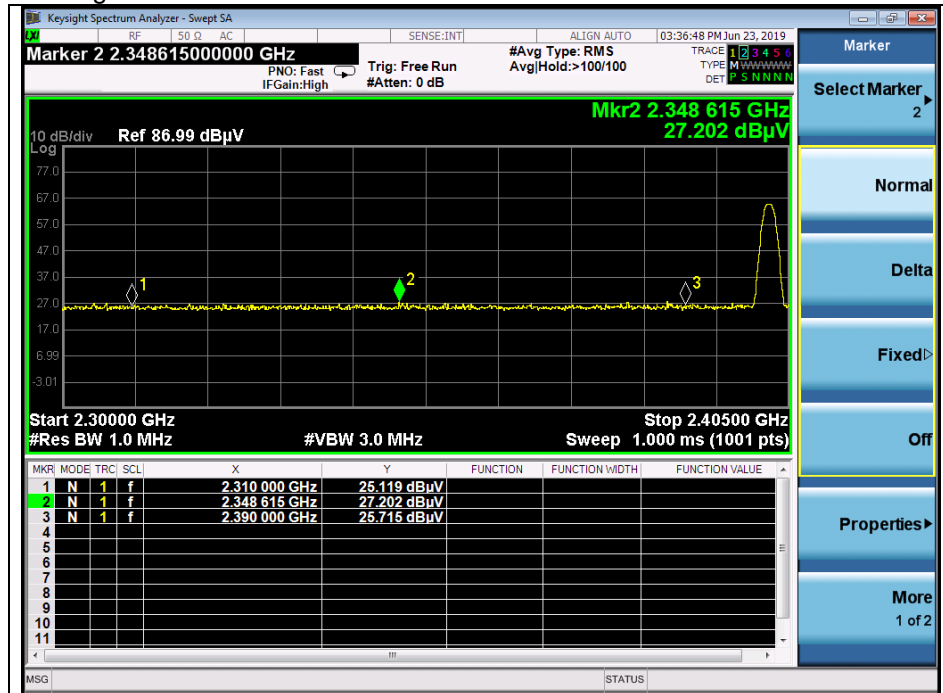 Keysight Spectrum Analyzer - Swept SA
LXI RF 50 Ω AC SENSE:INT ALIGN AUTO 03:36:48 PM Jun 23, 2019
Marker 2 2.348615000000 GHz
PNO: Fast
IFGain:High
Trig: Free Run
#Atten: 0 dB
#Avg Type: RMS
Avg|Hold:>100/100
TRACE 1 2 3 4 5 6
TYPE M WWWWW
DET P S N N N N
Mkr2 2.348 615 GHz
27.202 dBµV
10 dB/div Ref 86.99 dBµV
Log
77.0
67.0
57.0
47.0
37.0
27.0
17.0
6.99
-3.01
1
2
3
Start 2.30000 GHz Stop 2.40500 GHz
#Res BW 1.0 MHz #VBW 3.0 MHz Sweep 1.000 ms (1001 pts)
MKR MODE TRC SCL X Y FUNCTION FUNCTION WIDTH FUNCTION VALUE
1 N 1 f 2.310 000 GHz 25.119 dBµV
2 N 1 f 2.348 615 GHz 27.202 dBµV
3 N 1 f 2.390 000 GHz 25.715 dBµV
4
5
6
7
8
9
10
11
MSG STATUS
Marker
Select Marker
2
Normal
Delta
Fixed
Off
Properties
More
1 of 2